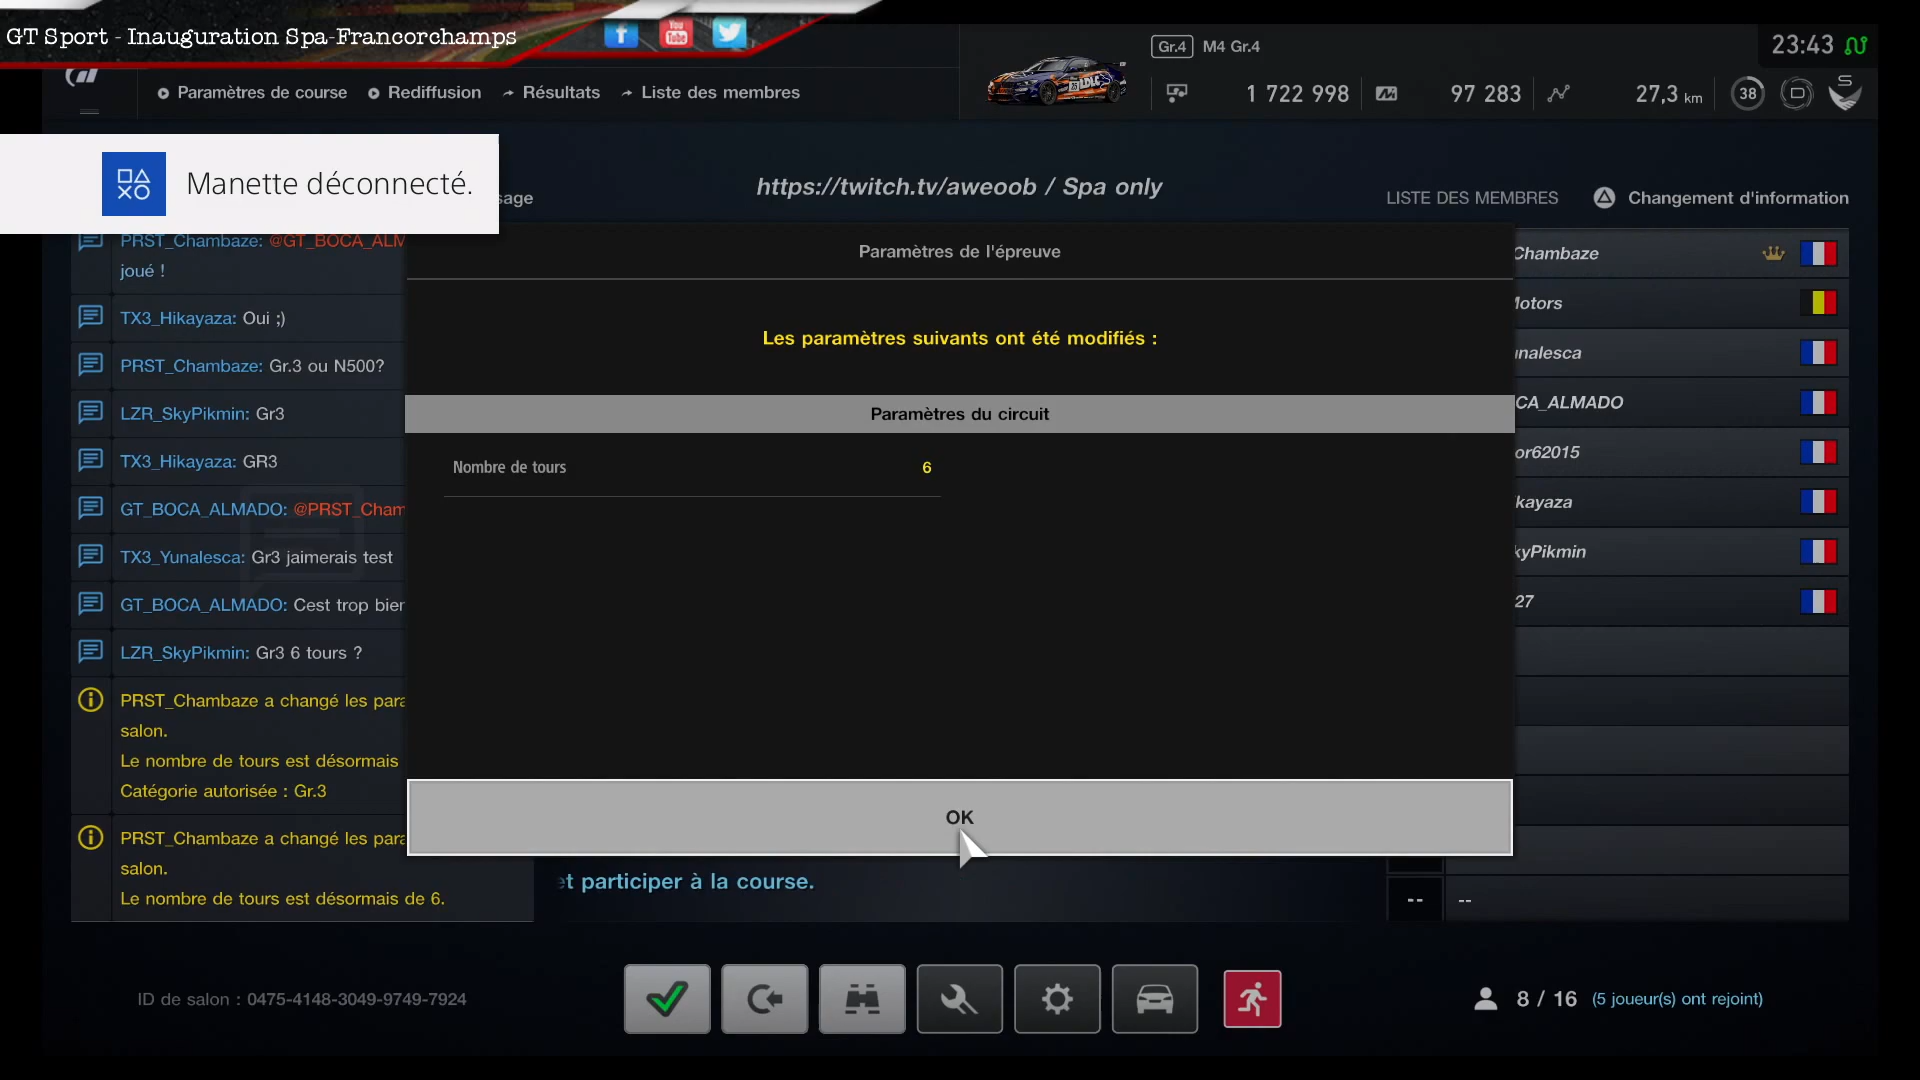 GT Sport - Inauguration Spa-Francorchamps
Gr.4 M4 Gr.4
23:43
Paramètres de course Rediffusion Résultats Liste des membres
1 722 998 97 283 27,3 km 38 D S
Manette déconnecté.
sage
https://twitch.tv/aweoob / Spa only
LISTE DES MEMBRES Changement d'information
PRST_Chambaze: @GT_BOCA_ALM
joué !
TX3_Hikayaza: Oui ;)
PRST_Chambaze: Gr.3 ou N500?
LZR_SkyPikmin: Gr3
TX3_Hikayaza: GR3
GT_BOCA_ALMADO: @PRST_Cham
TX3_Yunalesca: Gr3 jaimerais test
GT_BOCA_ALMADO: Cest trop bien
LZR_SkyPikmin: Gr3 6 tours ?
PRST_Chambaze a changé les para
salon.
Le nombre de tours est désormais
Catégorie autorisée : Gr.3
PRST_Chambaze a changé les para
salon.
Le nombre de tours est désormais de 6.
Paramètres de l'épreuve
Les paramètres suivants ont été modifiés :
Paramètres du circuit
Nombre de tours 6
OK
et participer à la course.
Chambaze
Motors
unalesca
CA_ALMADO
or62015
kayaza
kyPikmin
27
-- --
ID de salon : 0475-4148-3049-9749-7924
8 / 16 (5 joueur(s) ont rejoint)